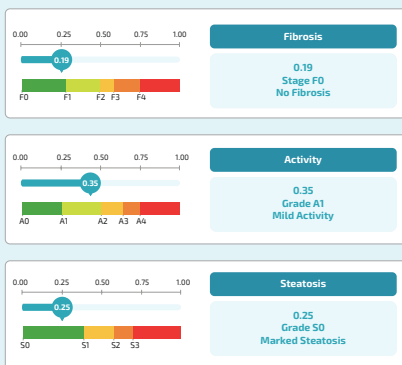 0.00 0.25 0.50 0.75 1.00
0.19
F0 F1 F2 F3 F4
Fibrosis
0.19
Stage F0
No Fibrosis
0.00 0.25 0.50 0.75 1.00
0.35
A0 A1 A2 A3 A4
Activity
0.35
Grade A1
Mild Activity
0.00 0.25 0.50 0.75 1.00
0.25
S0 S1 S2 S3
Steatosis
0.25
Grade S0
Marked Steatosis